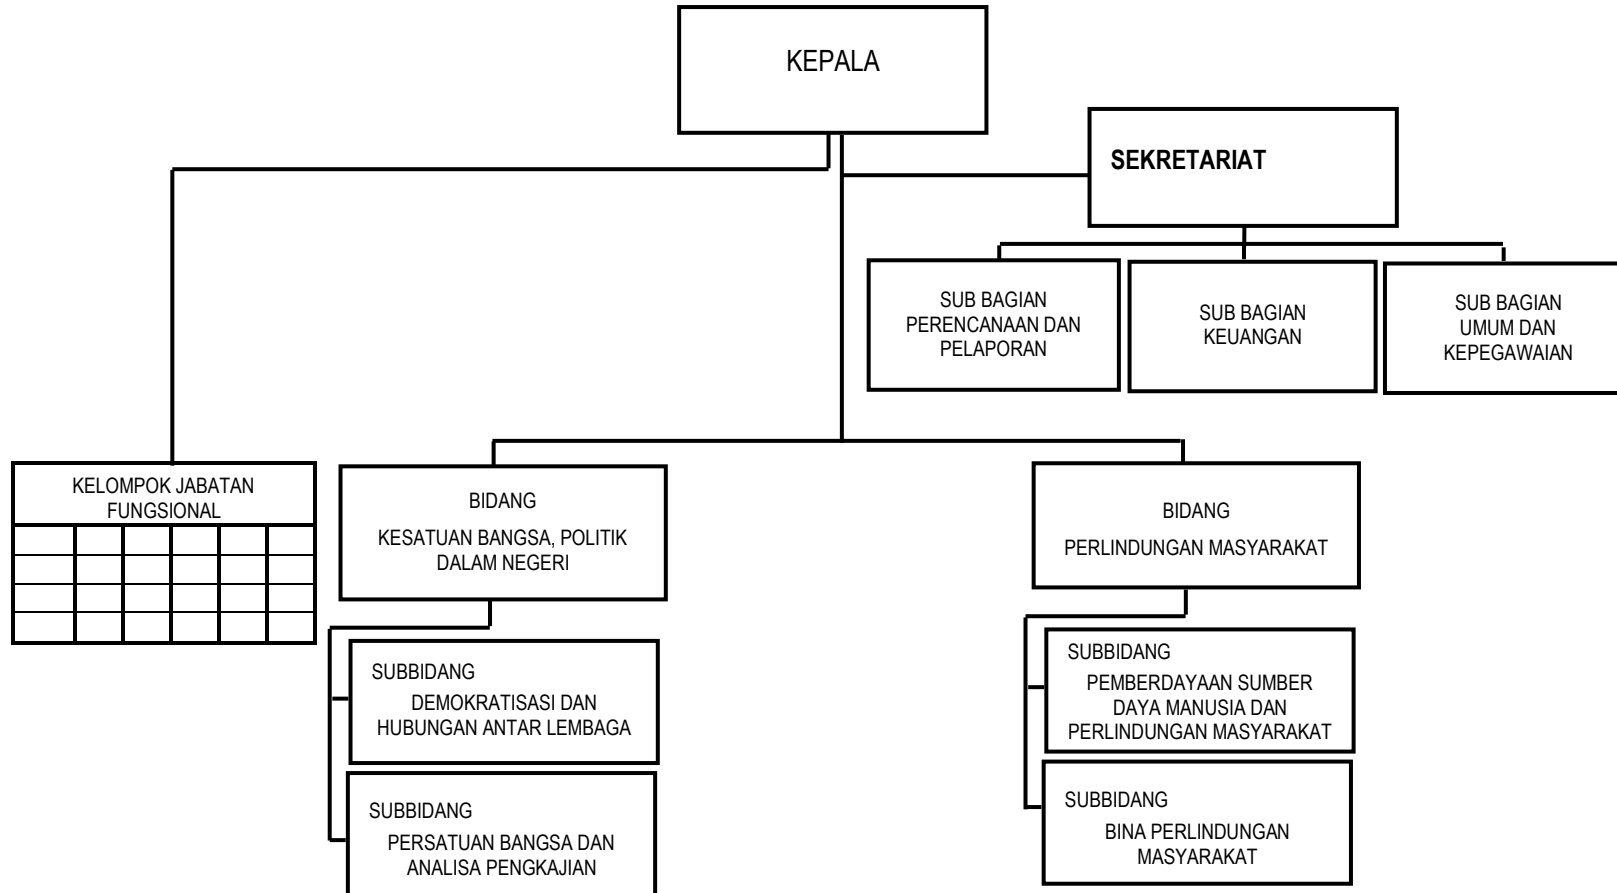 KEPALA
SEKRETARIAT
SUB BAGIAN
PERENCANAAN DAN
PELAPORAN
SUB BAGIAN
KEUANGAN
SUB BAGIAN
UMUM DAN
KEPEGAWAIAN
KELOMPOK JABATAN
FUNGSIONAL
BIDANG
KESATUAN BANGSA, POLITIK
DALAM NEGERI
BIDANG
PERLINDUNGAN MASYARAKAT
SUBBIDANG
DEMOKRATISASI DAN
HUBUNGAN ANTAR LEMBAGA
SUBBIDANG
PEMBERDAYAAN SUMBER
DAYA MANUSIA DAN
PERLINDUNGAN MASYARAKAT
SUBBIDANG
PERSATUAN BANGSA DAN
ANALISA PENGKAJIAN
SUBBIDANG
BINA PERLINDUNGAN
MASYARAKAT